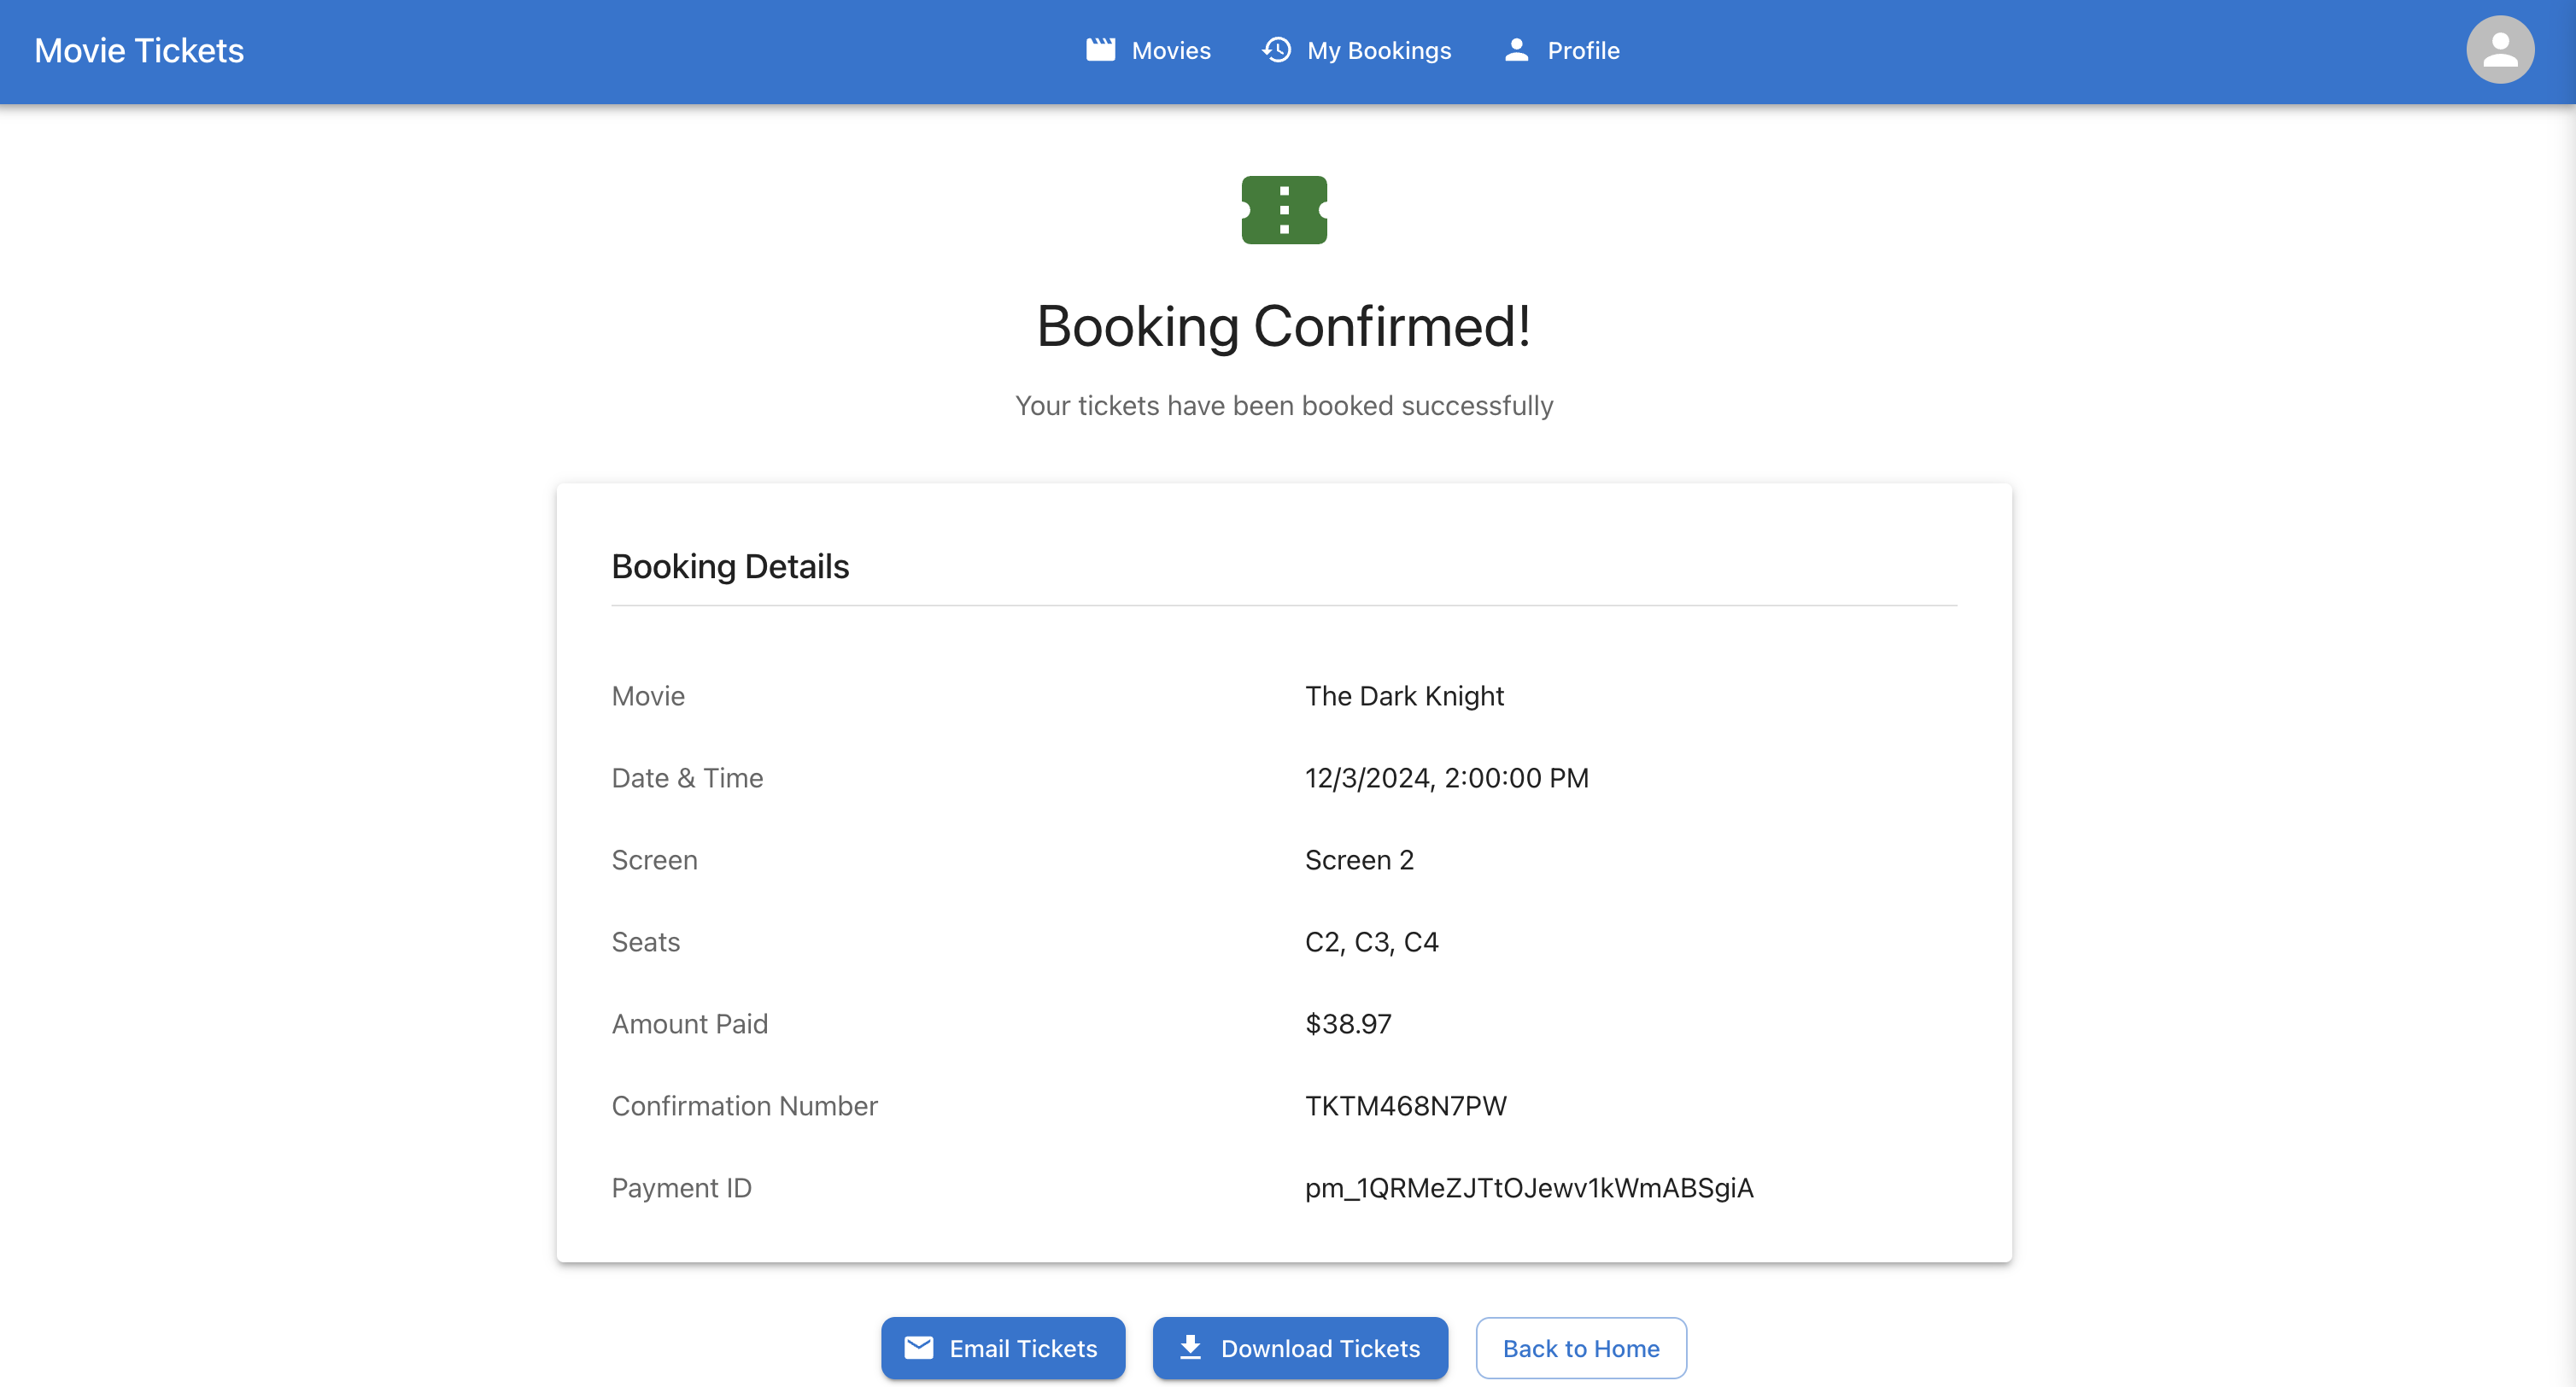 Movie Tickets
Movies
My Bookings
Profile
Booking Confirmed!
Your tickets have been booked successfully
Booking Details
Movie The Dark Knight
Date & Time 12/3/2024, 2:00:00 PM
Screen Screen 2
Seats C2, C3, C4
Amount Paid $38.97
Confirmation Number TKTM468N7PW
Payment ID pm_1QRMeZJTtOJewv1kWmABSgiA
Email Tickets
Download Tickets
Back to Home